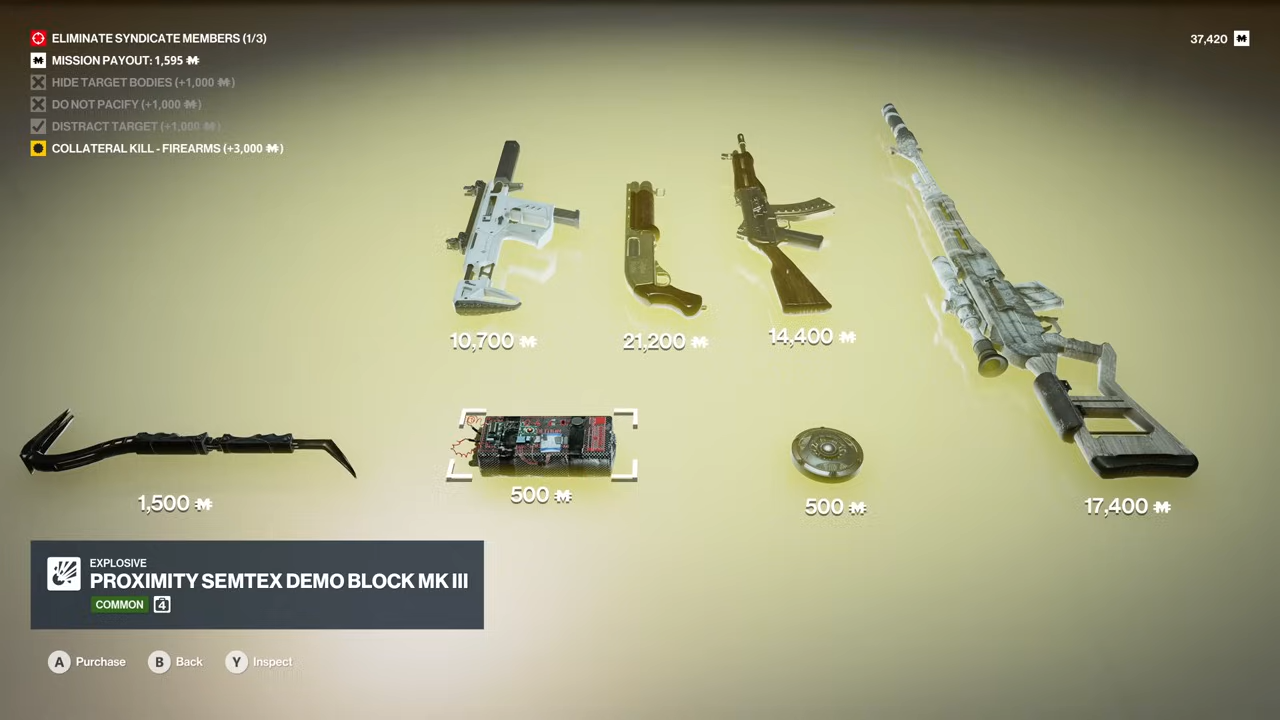 ELIMINATE SYNDICATE MEMBERS (1/3)
37,420
MISSION PAYOUT: 1,595
HIDE TARGET BODIES (+1,000)
DO NOT PACIFY (+1,000)
DISTRACT TARGET (+1,000)
COLLATERAL KILL - FIREARMS (+3,000)
10,700
21,200
14,400
1,500
500
500
17,400
EXPLOSIVE
PROXIMITY SEMTEX DEMO BLOCK MK III
COMMON 4
A Purchase B Back Y Inspect